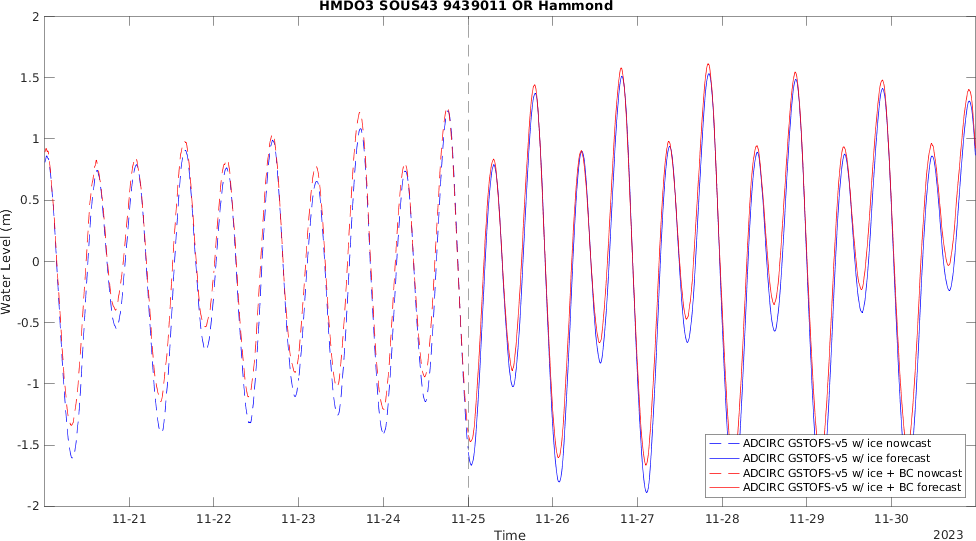 HMDO3 SOUS43 9439011 OR Hammond
2
1.5
1
0.5
0
-0.5
-1
-1.5
-2
Water Level (m)
11-21 11-22 11-23 11-24 11-25 11-26 11-27 11-28 11-29 11-30
Time
2023
ADCIRC GSTOFS-v5 w/ ice nowcast
ADCIRC GSTOFS-v5 w/ ice forecast
ADCIRC GSTOFS-v5 w/ ice + BC nowcast
ADCIRC GSTOFS-v5 w/ ice + BC forecast